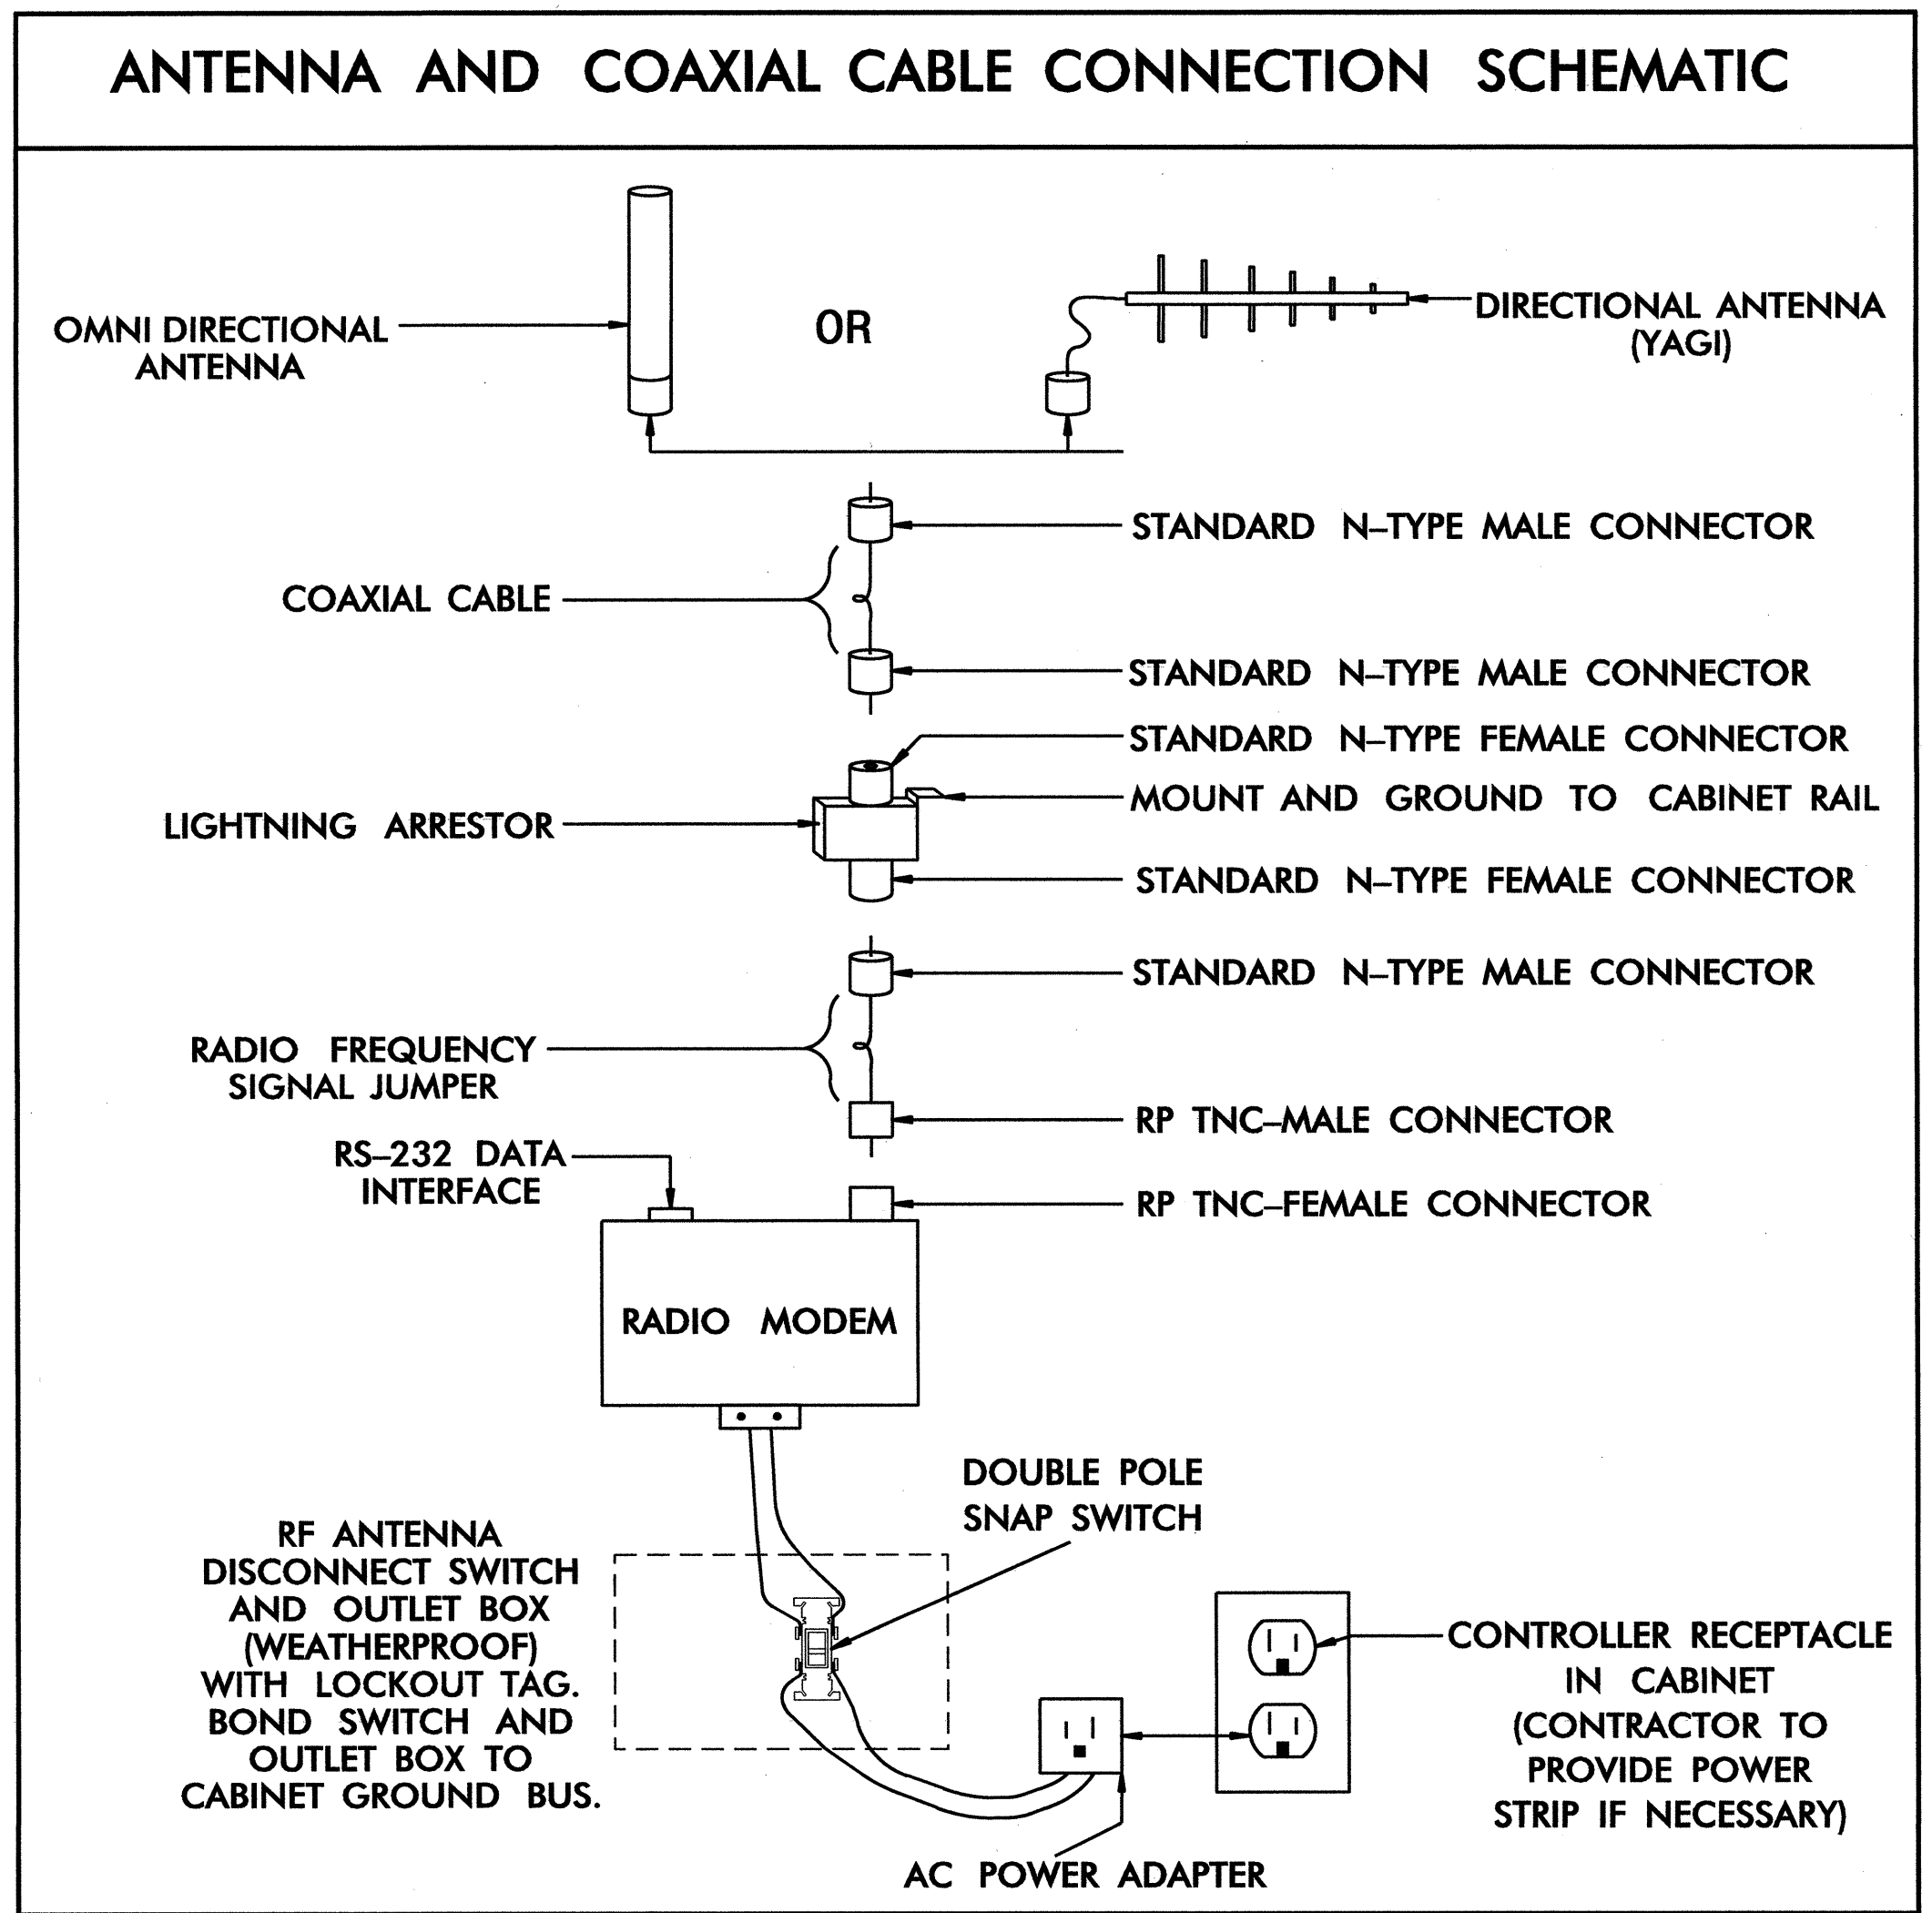 ANTENNA AND COAXIAL CABLE CONNECTION SCHEMATIC
OMNI DIRECTIONAL
ANTENNA
OR
DIRECTIONAL ANTENNA
(YAGI)
STANDARD N-TYPE MALE CONNECTOR
COAXIAL CABLE
STANDARD N-TYPE MALE CONNECTOR
STANDARD N-TYPE FEMALE CONNECTOR
MOUNT AND GROUND TO CABINET RAIL
LIGHTNING ARRESTOR
STANDARD N-TYPE FEMALE CONNECTOR
STANDARD N-TYPE MALE CONNECTOR
RADIO FREQUENCY
SIGNAL JUMPER
RP TNC-MALE CONNECTOR
RS-232 DATA
INTERFACE
RP TNC-FEMALE CONNECTOR
RADIO MODEM
DOUBLE POLE
SNAP SWITCH
RF ANTENNA
DISCONNECT SWITCH
AND OUTLET BOX
(WEATHERPROOF)
WITH LOCKOUT TAG.
BOND SWITCH AND
OUTLET BOX TO
CABINET GROUND BUS.
CONTROLLER RECEPTACLE
IN CABINET
(CONTRACTOR TO
PROVIDE POWER
STRIP IF NECESSARY)
AC POWER ADAPTER